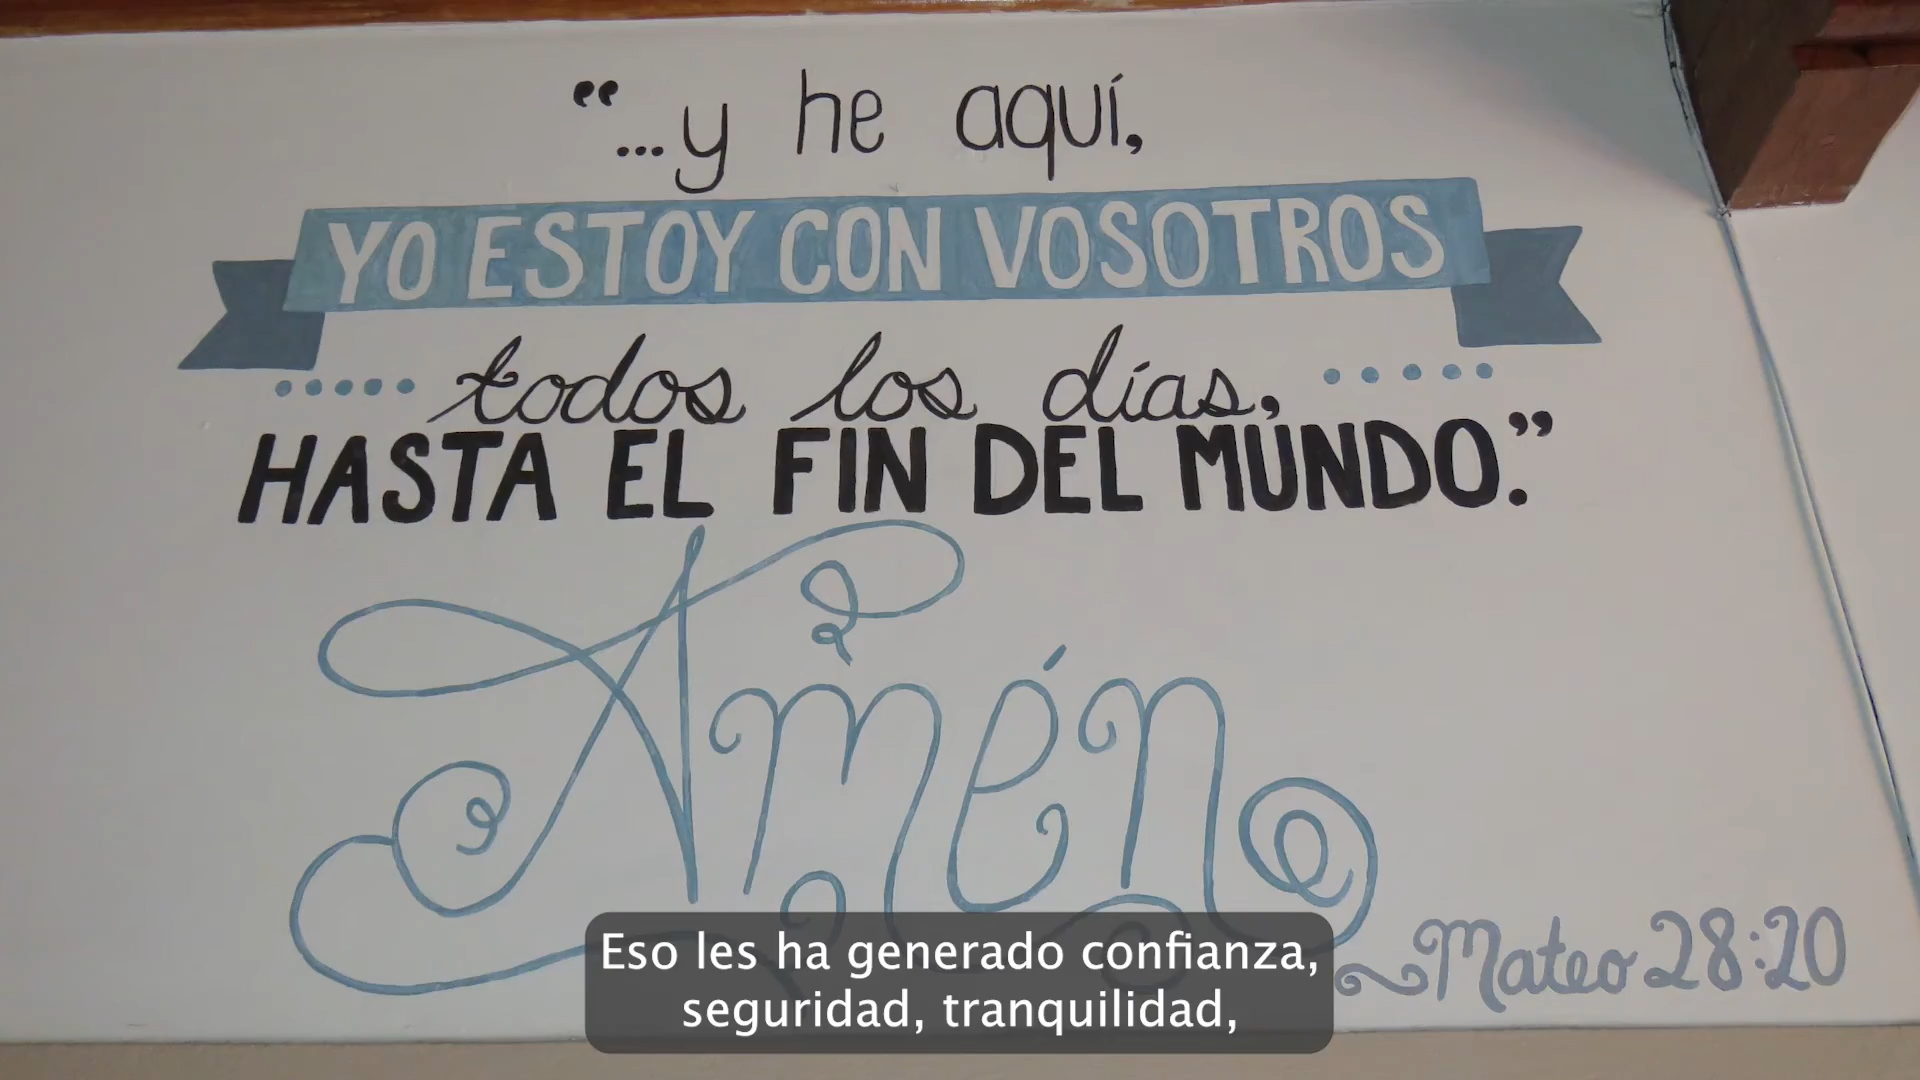 “...y he aquí,
YO ESTOY CON VOSOTROS
todos los días,
HASTA EL FIN DEL MUNDO.”
Amén
Mateo 28:20
Eso les ha generado confianza,
seguridad, tranquilidad,